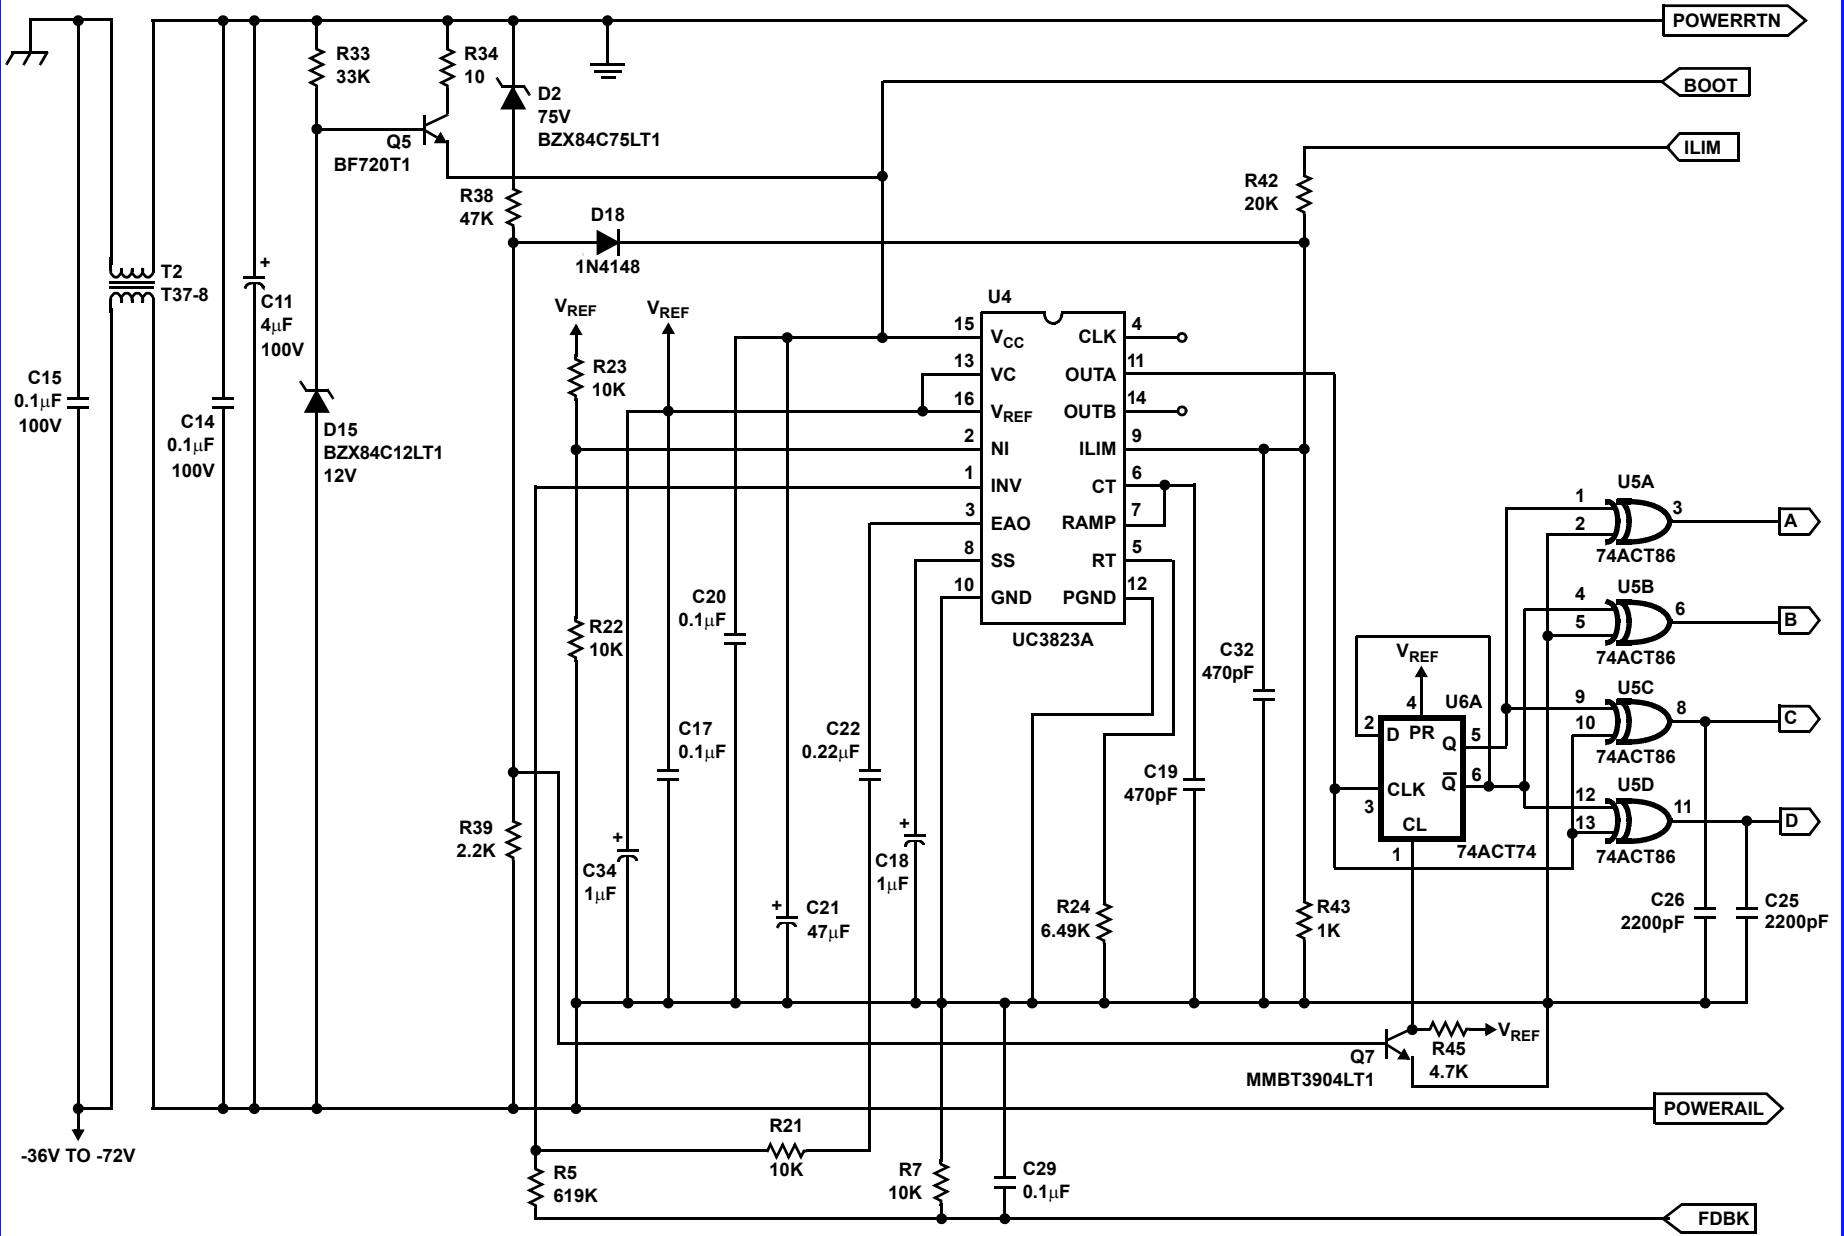 POWERRTN
R33
33K
R34
10
D2
75V
BZX84C75LT1
BOOT
Q5
BF720T1
ILIM
R42
20K
R38
47K
D18
1N4148
T2
T37-8
+
C11
4µF
100V
C15
0.1µF
100V
C14
0.1µF
100V
D15
BZX84C12LT1
12V
VREF
VREF
R23
10K
U4
15
VCC
CLK
4
13
VC
OUTA
11
16
VREF
OUTB
14
2
NI
ILIM
9
1
INV
CT
6
3
EAO
RAMP
7
8
SS
RT
5
10
GND
PGND
12
UC3823A
C20
0.1µF
R22
10K
C32
470pF
C17
0.1µF
C22
0.22µF
C19
470pF
R39
2.2K
+
C34
1µF
+
C18
1µF
+
C21
47µF
R24
6.49K
R43
1K
U5A
1
2
3
74ACT86
U5B
4
5
6
74ACT86
U5C
9
10
8
74ACT86
U5D
12
13
11
74ACT86
A
B
C
D
VREF
4
U6A
2
D
PR
Q
5
Q̅
6
CLK
3
CL
1
74ACT74
C26
2200pF
C25
2200pF
Q7
MMBT3904LT1
R45
4.7K
VREF
POWERAIL
-36V TO -72V
R21
10K
R5
619K
R7
10K
C29
0.1µF
FDBK